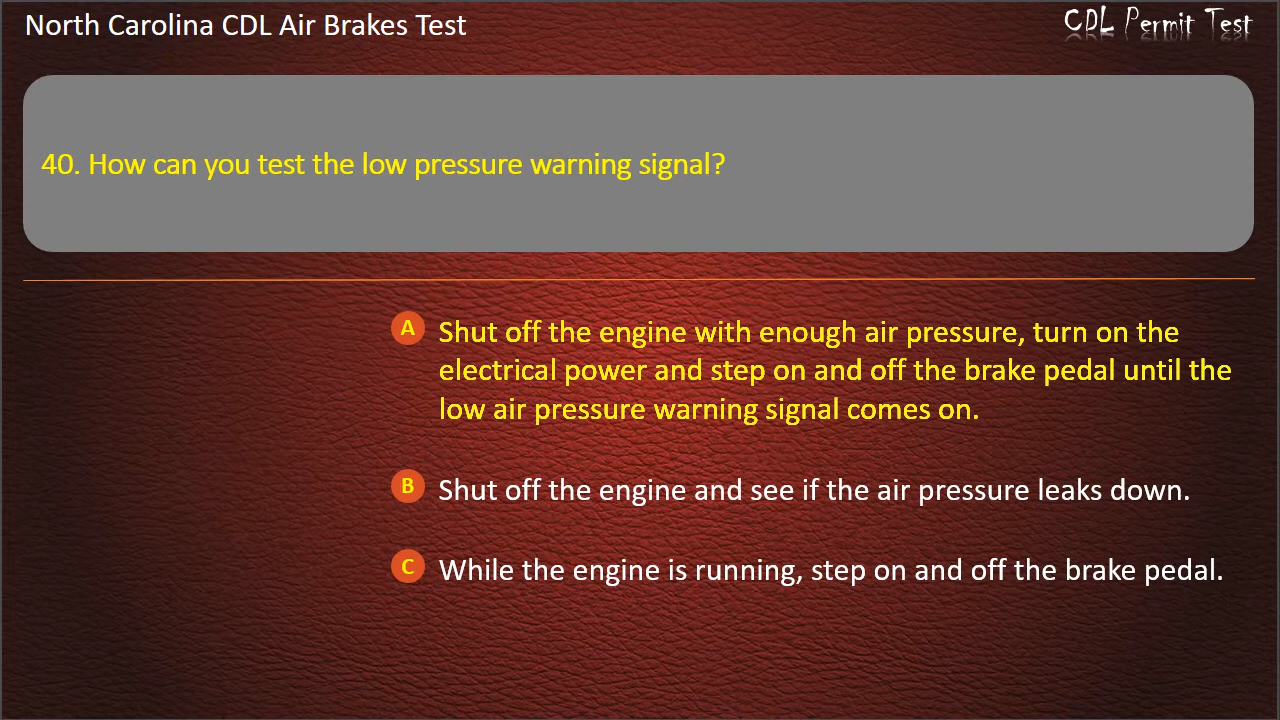 North Carolina CDL Air Brakes Test
CDL Permit Test
40. How can you test the low pressure warning signal?
A Shut off the engine with enough air pressure, turn on the
electrical power and step on and off the brake pedal until the
low air pressure warning signal comes on.
B Shut off the engine and see if the air pressure leaks down.
C While the engine is running, step on and off the brake pedal.